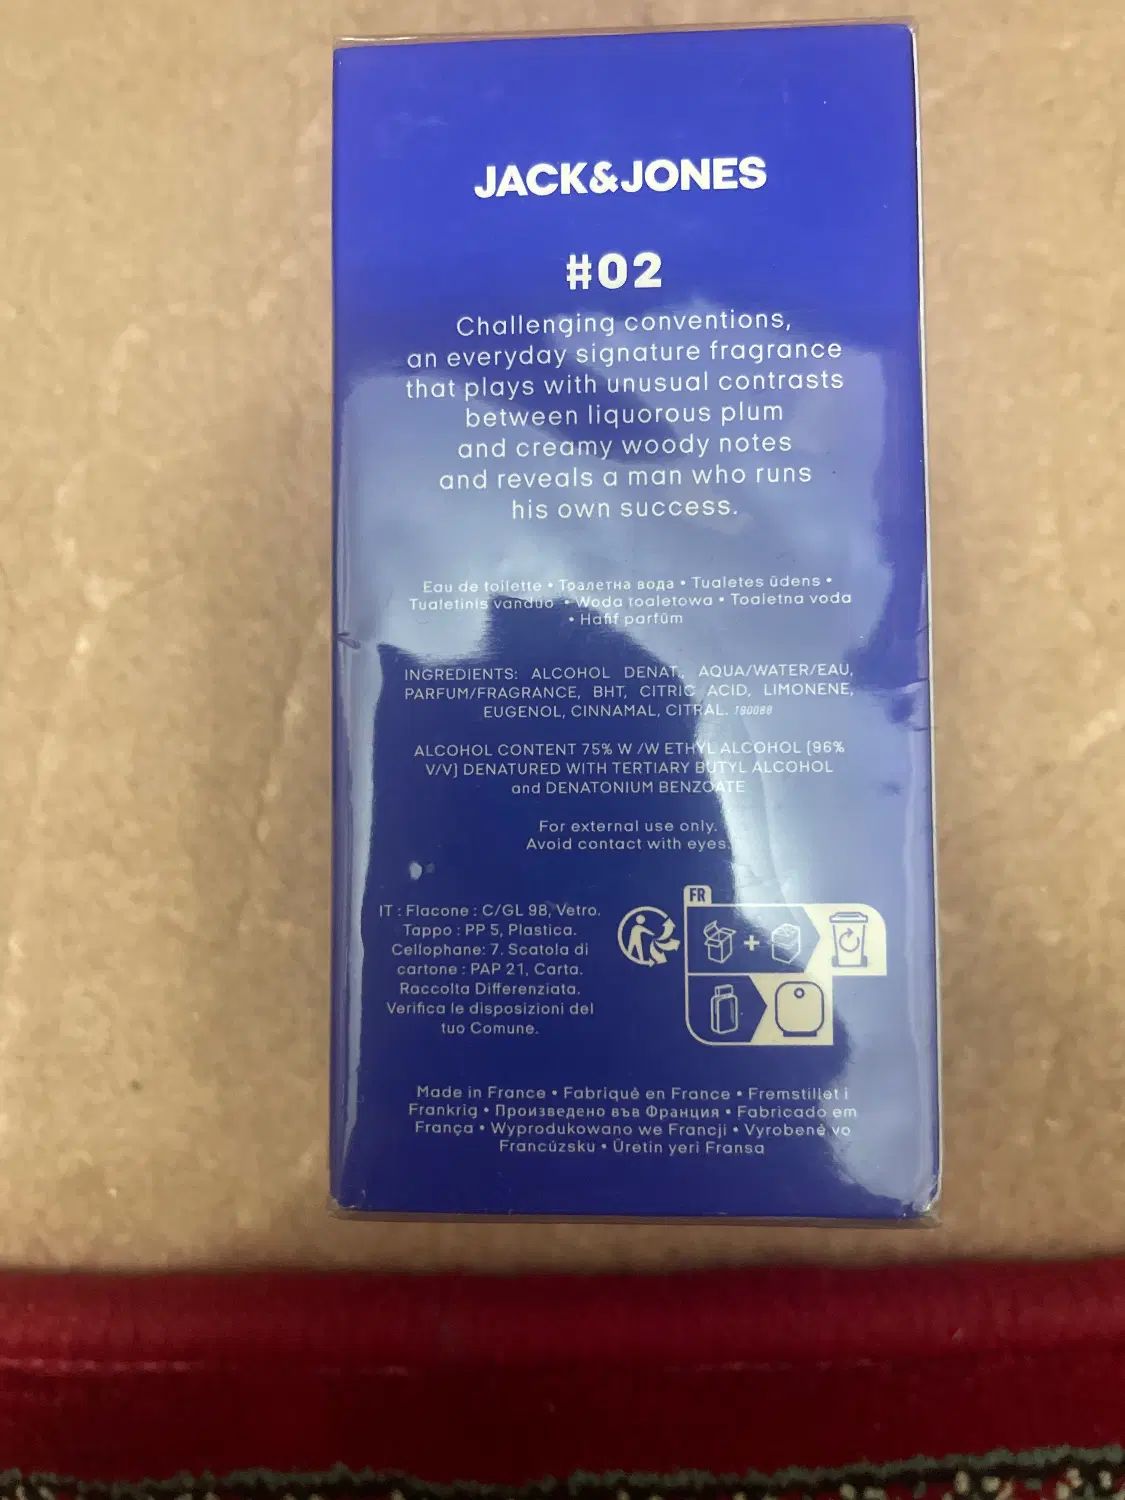 JACK&JONES
#02
Challenging conventions,
an everyday signature fragrance
that plays with unusual contrasts
between liquorous plum
and creamy woody notes
and reveals a man who runs
his own success.
Eau de toilette • Тоалетна вода • Tualetes ūdens •
Tualetinis vanduo • Woda toaletowa • Toaletna voda
• Hafif parfüm
INGREDIENTS: ALCOHOL DENAT., AQUA/WATER/EAU,
PARFUM/FRAGRANCE, BHT, CITRIC ACID, LIMONENE,
EUGENOL, CINNAMAL, CITRAL. 190088
ALCOHOL CONTENT 75% W /W ETHYL ALCOHOL [96%
V/V] DENATURED WITH TERTIARY BUTYL ALCOHOL
and DENATONIUM BENZOATE
For external use only.
Avoid contact with eyes.
FR
IT : Flacone : C/GL 98, Vetro.
Tappo : PP 5, Plastica.
Cellophane: 7. Scatola di
cartone : PAP 21, Carta.
Raccolta Differenziata.
Verifica le disposizioni del
tuo Comune.
Made in France • Fabriqué en France • Fremstillet i
Frankrig • Произведено във Франция • Fabricado em
França • Wyprodukowano we Francji • Vyrobené vo
Francúzsku • Üretin yeri Fransa